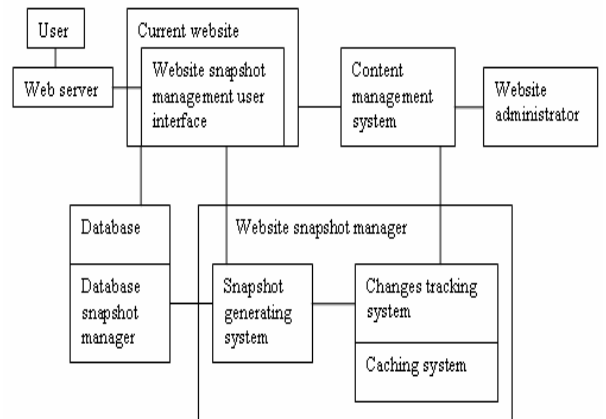 User
Web server
Current website
Website snapshot
management user
interface
Content
management
system
Website
administrator
Database
Database
snapshot
manager
Website snapshot manager
Snapshot
generating
system
Changes tracking
system
Caching system